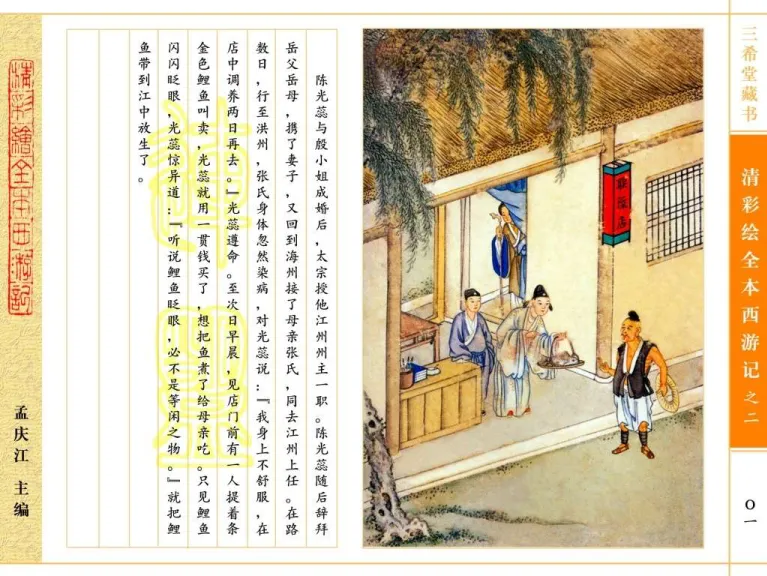 三希堂藏书
清彩绘全本西游记之二
〇一
陈光蕊与殷小姐成婚后，太宗授他江州州主一职。陈光蕊随后辞拜
岳父岳母，携了妻子，又回到海州接了母亲张氏，同去江州上任。在路
数日，行至洪州，张氏身体忽然染病，对光蕊说：『我身上不舒服，在
店中调养两日再去。』光蕊遵命。至次日早晨，见店门前有一人提着条
金色鲤鱼叫卖，光蕊就用一贯钱买了，想把鱼煮了给母亲吃。只见鲤鱼
闪闪眨眼，光蕊惊异道：『听说鲤鱼眨眼，必不是等闲之物。』就把鲤
鱼带到江中放生了。
清彩绘全本西游记
孟庆江 主编